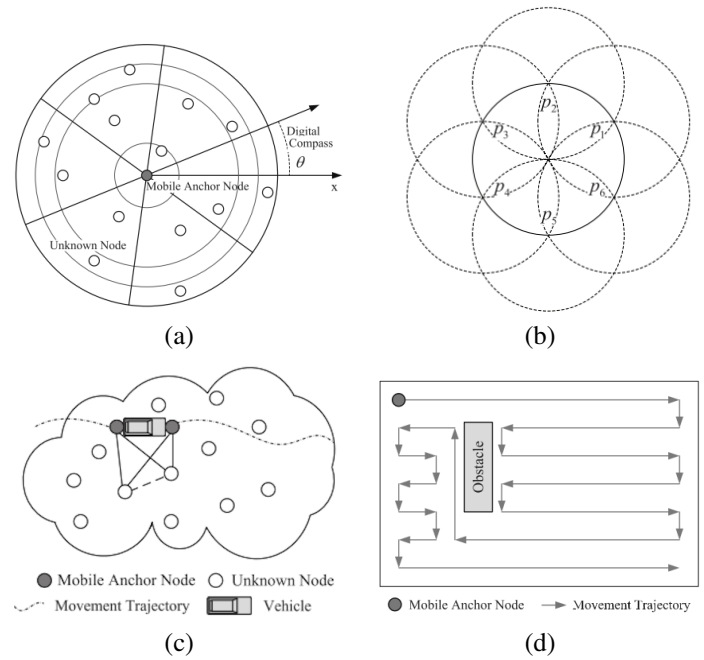 Digital
Compass
θ
x
Mobile Anchor Node
Unknown Node
(a)
p2
p3
p1
p4
p6
p5
(b)
Mobile Anchor Node
Unknown Node
Movement Trajectory
Vehicle
(c)
Obstacle
Mobile Anchor Node
Movement Trajectory
(d)